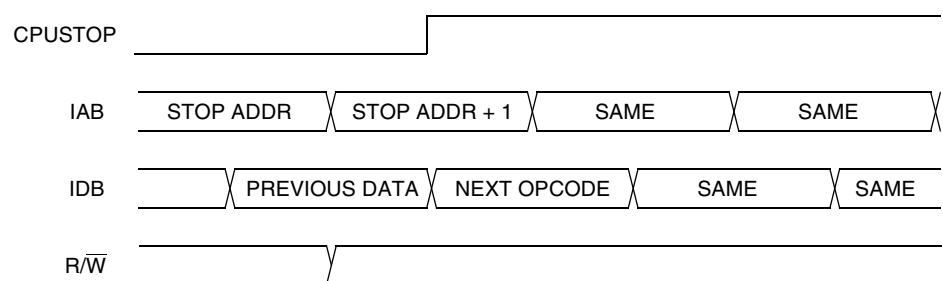 CPUSTOP
IAB STOP ADDR STOP ADDR + 1 SAME SAME
IDB PREVIOUS DATA NEXT OPCODE SAME SAME
R/W̅